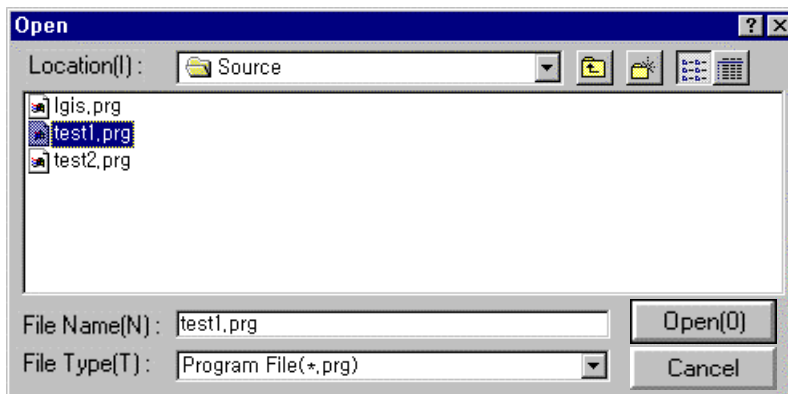 Open
Location(I) : Source
lgis.prg
test1.prg
test2.prg
File Name(N) : test1.prg Open(O)
File Type(T) : Program File(*.prg) Cancel